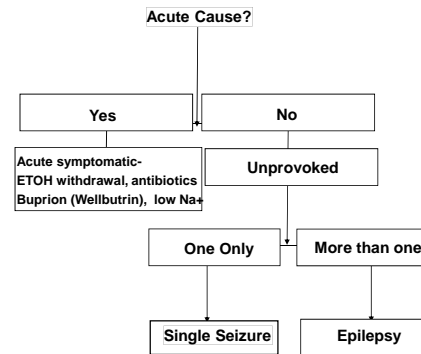 Acute Cause?
Yes
No
Acute symptomatic-
ETOH withdrawal, antibiotics
Buprion (Wellbutrin), low Na+
Unprovoked
One Only
More than one
Single Seizure
Epilepsy